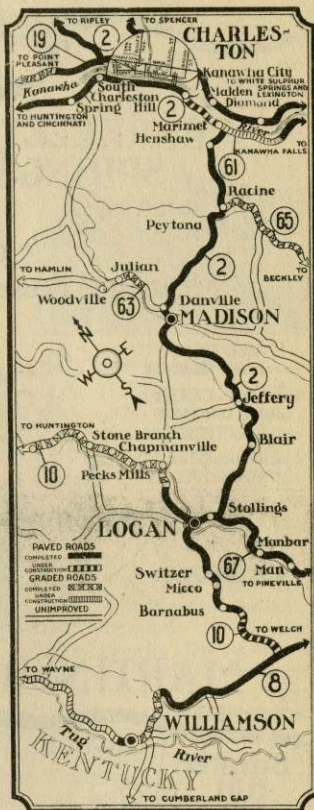 TO RIPLEY
TO SPENCER
19
2
CHARLES-
TON
TO POINT
PLEASANT
Kanawha
Kanawha City
TO WHITE SULPHUR
SPRINGS AND
LEXINGTON
South
Charleston
Malden
Diamond
Spring Hill
TO HUNTINGTON
AND CINCINNATI
2
Marmet
River
Henshaw
TO
KANAWHA FALLS
61
Racine
Peytona
65
2
TO
BECKLEY
TO HAMLIN
Julian
Woodville
63
Danville
MADISON
N
E
W
S
2
Jeffery
TO HUNTINGTON
Stone Branch
Chapmanville
Blair
10
Pecks Mills
Stollings
LOGAN
Manbar
PAVED ROADS
COMPLETED
UNDER
CONSTRUCTION
GRADED ROADS
COMPLETED
UNDER
CONSTRUCTION
UNIMPROVED
67
Man
TO PINEVILLE
Switzer
Micco
Barnabus
10
TO WELCH
TO WAYNE
8
WILLIAMSON
Tug
River
KENTUCKY
TO CUMBERLAND GAP